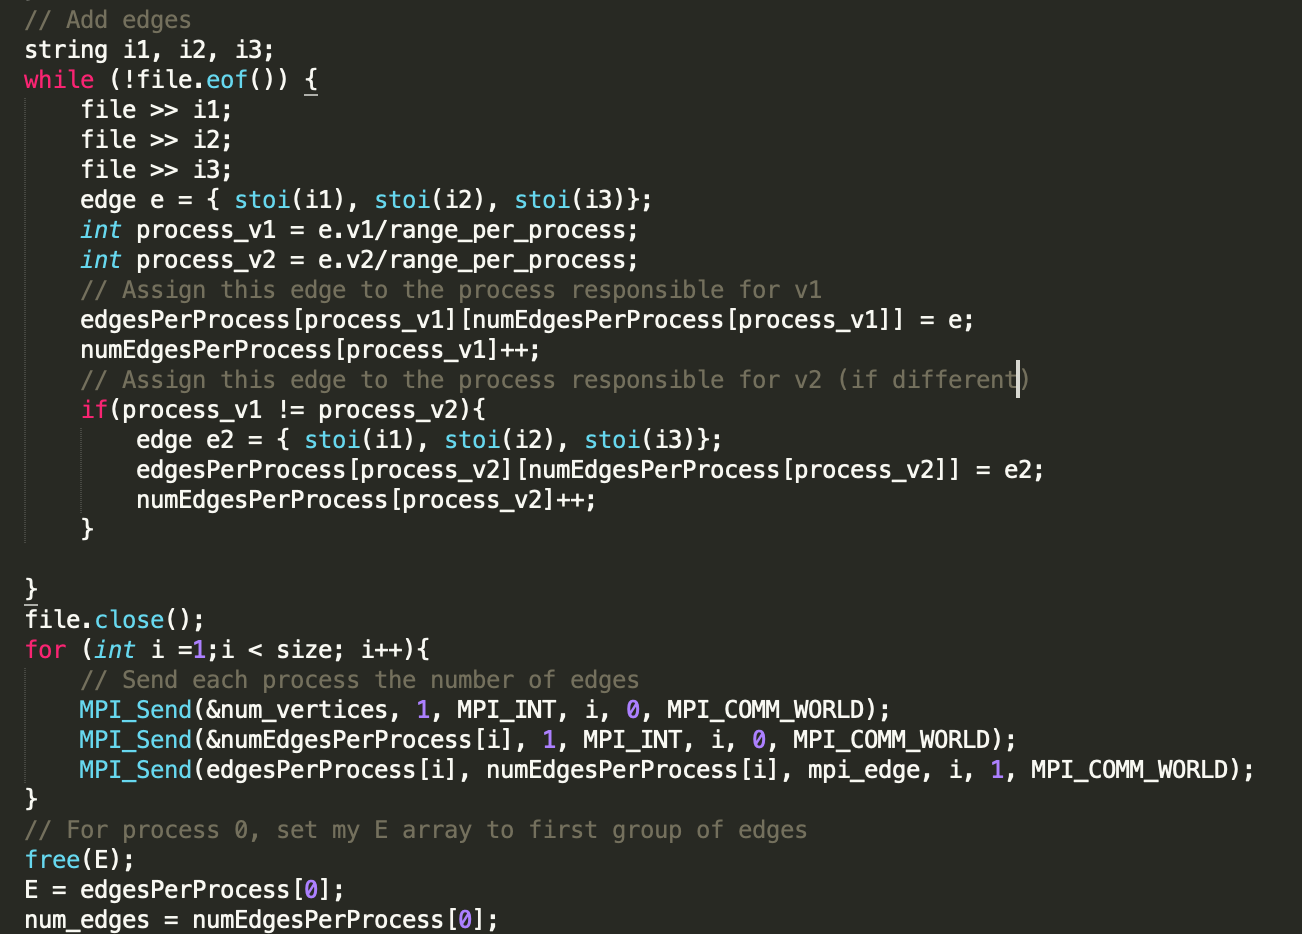 // Add edges
string i1, i2, i3;
while (!file.eof()) {
    file >> i1;
    file >> i2;
    file >> i3;
    edge e = { stoi(i1), stoi(i2), stoi(i3)};
    int process_v1 = e.v1/range_per_process;
    int process_v2 = e.v2/range_per_process;
    // Assign this edge to the process responsible for v1
    edgesPerProcess[process_v1][numEdgesPerProcess[process_v1]] = e;
    numEdgesPerProcess[process_v1]++;
    // Assign this edge to the process responsible for v2 (if different)
    if(process_v1 != process_v2){
        edge e2 = { stoi(i1), stoi(i2), stoi(i3)};
        edgesPerProcess[process_v2][numEdgesPerProcess[process_v2]] = e2;
        numEdgesPerProcess[process_v2]++;
    }
}
file.close();
for (int i =1;i < size; i++){
    // Send each process the number of edges
    MPI_Send(&num_vertices, 1, MPI_INT, i, 0, MPI_COMM_WORLD);
    MPI_Send(&numEdgesPerProcess[i], 1, MPI_INT, i, 0, MPI_COMM_WORLD);
    MPI_Send(edgesPerProcess[i], numEdgesPerProcess[i], mpi_edge, i, 1, MPI_COMM_WORLD);
}
// For process 0, set my E array to first group of edges
free(E);
E = edgesPerProcess[0];
num_edges = numEdgesPerProcess[0];